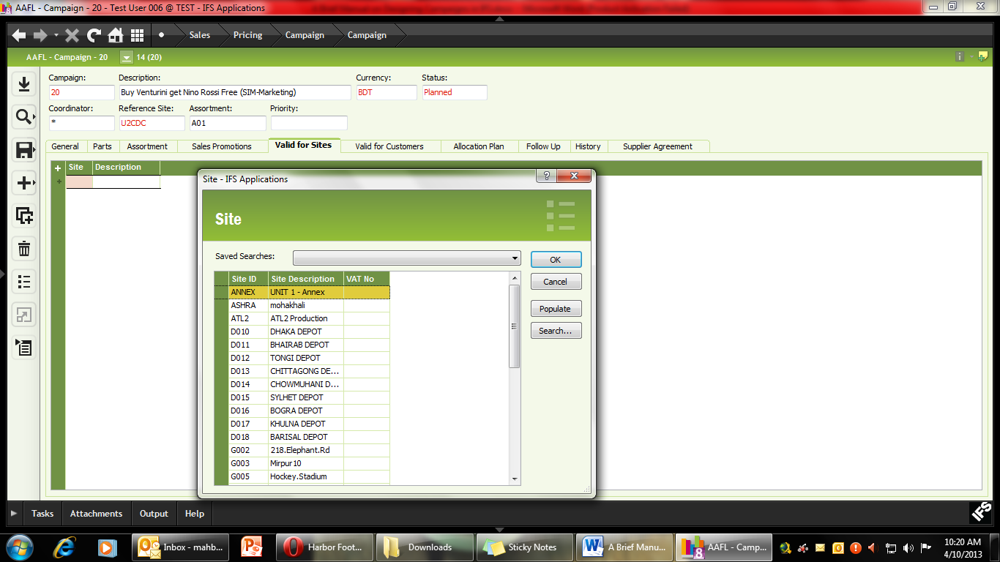 AAFL - Campaign - 20 - Test User 006 @ TEST - IFS Applications
Sales Pricing Campaign Campaign
AAFL - Campaign - 20 14 (20)
Campaign: Description: Currency: Status:
20 Buy Venturini get Nino Rossi Free (SIM-Marketing) BDT Planned
Coordinator: Reference Site: Assortment: Priority:
* U2CDC A01
General Parts Assortment Sales Promotions Valid for Sites Valid for Customers Allocation Plan Follow Up History Supplier Agreement
Site Description
Site - IFS Applications
Site
Saved Searches: OK
Cancel
Populate
Search...
Site ID Site Description VAT No
ANNEX UNIT 1 - Annex
ASHRA mohakhali
ATL2 ATL2 Production
D010 DHAKA DEPOT
D011 BHAIRAB DEPOT
D012 TONGI DEPOT
D013 CHITTAGONG DE...
D014 CHOWMUHANI D...
D015 SYLHET DEPOT
D016 BOGRA DEPOT
D017 KHULNA DEPOT
D018 BARISAL DEPOT
G002 218.Elephant.Rd
G003 Mirpur10
G005 Hockey.Stadium
Tasks Attachments Output Help IFS
Inbox - mahb... Harbor Foot... Downloads Sticky Notes A Brief Manu... AAFL - Camp... 10:20 AM
4/10/2013